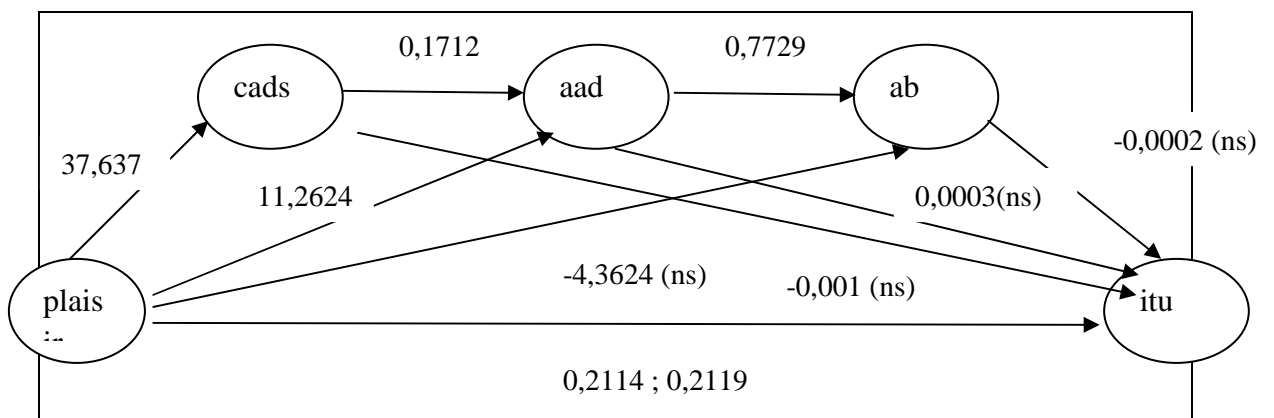 0,1712
0,7729
cads
aad
ab
-0,0002 (ns)
37,637
11,2624
0,0003(ns)
-4,3624 (ns)
-0,001 (ns)
plais
ir
itu
0,2114 ; 0,2119